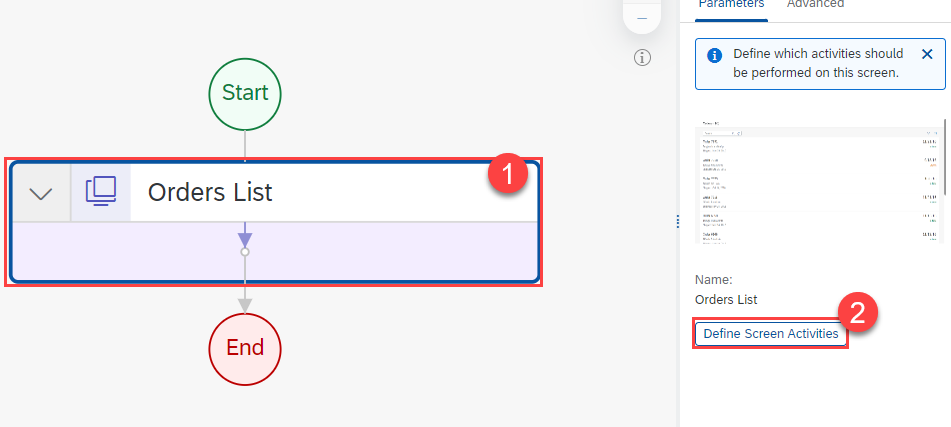 Parameters Advanced
Define which activities should
be performed on this screen.
Start
1
Orders List
End
Name:
Orders List
2
Define Screen Activities